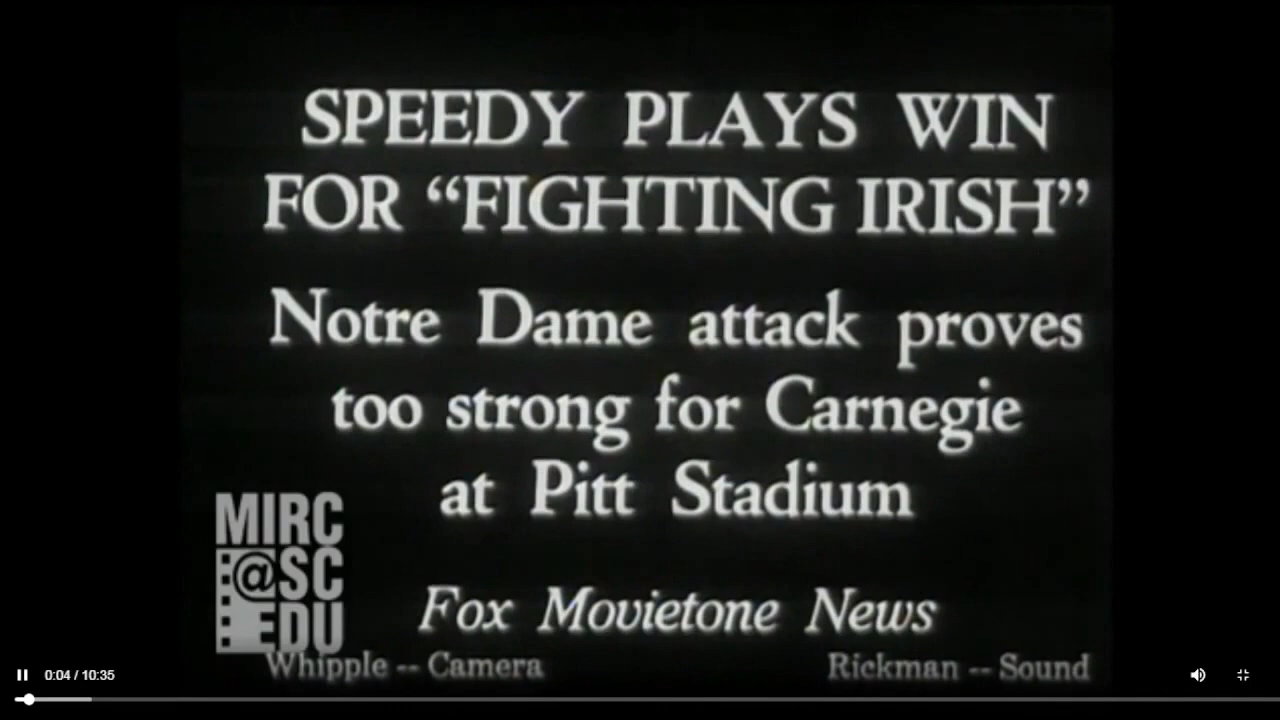 SPEEDY PLAYS WIN
FOR “FIGHTING IRISH”
Notre Dame attack proves
too strong for Carnegie
at Pitt Stadium
MIRC
@SC
EDU
Fox Movietone News
Whipple -- Camera
Rickman -- Sound
0:04 / 10:35